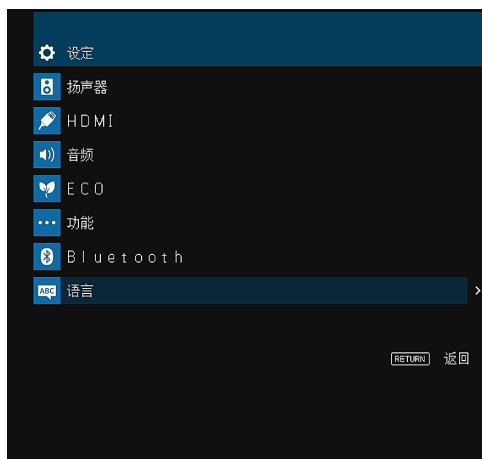 设定
扬声器
HDMI
音频
ECO
功能
Bluetooth
ABC 语言
RETURN 返回